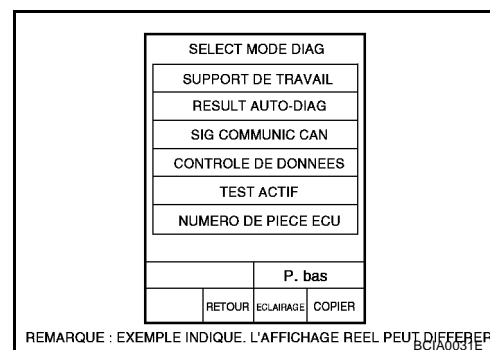 SELECT MODE DIAG
SUPPORT DE TRAVAIL
RESULT AUTO-DIAG
SIG COMMUNIC CAN
CONTROLE DE DONNEES
TEST ACTIF
NUMERO DE PIECE ECU
P. bas
RETOUR ECLAIRAGE COPIER
REMARQUE : EXEMPLE INDIQUE. L'AFFICHAGE REEL PEUT DIFFERER
BCIA0031E